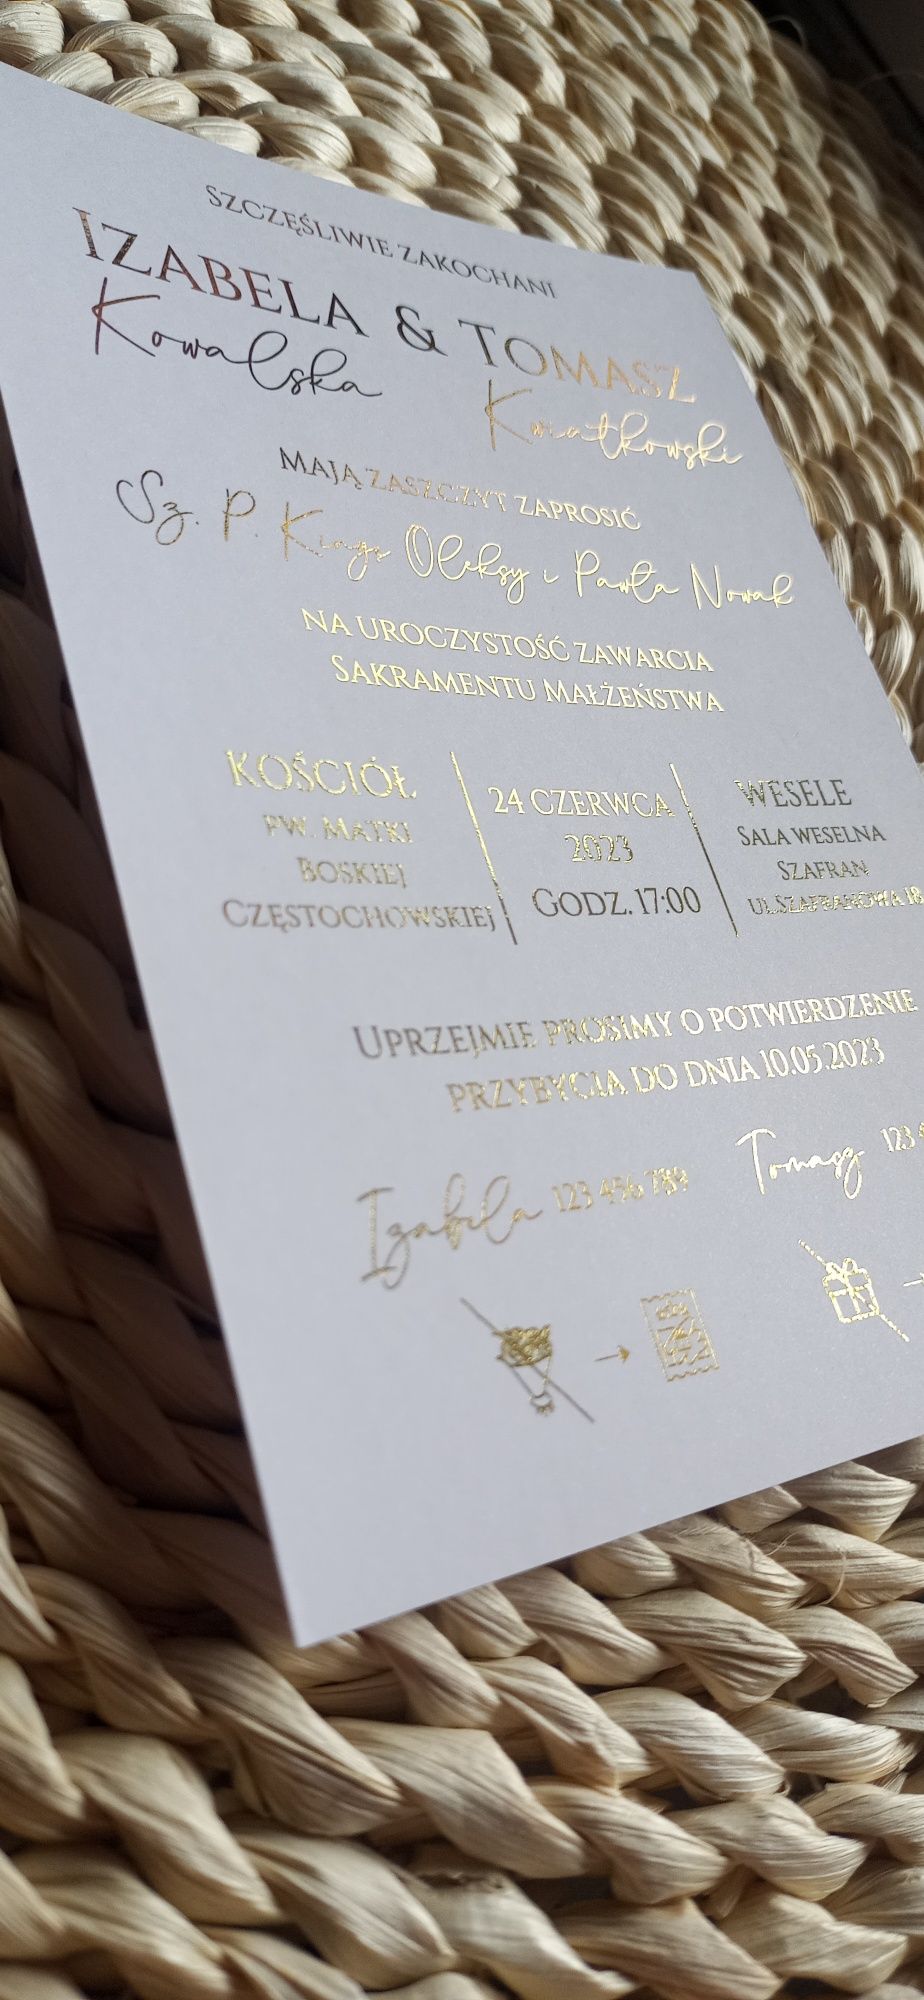 SZCZĘŚLIWIE ZAKOCHANI
IZABELA & TOMASZ
Kowalska Kwiatkowski
MAJĄ ZASZCZYT ZAPROSIĆ
Sz. P. Kingę Oleksy i Pawła Nowak
NA UROCZYSTOŚĆ ZAWARCIA
SAKRAMENTU MAŁŻEŃSTWA
KOŚCIÓŁ
PW. MATKI
BOSKIEJ
CZĘSTOCHOWSKIEJ
24 CZERWCA
2023
GODZ. 17:00
WESELE
SALA WESELNA
SZAFRAN
UL.SZAFRANOWA 18
UPRZEJMIE PROSIMY O POTWIERDZENIE
PRZYBYCIA DO DNIA 10.05.2023
Izabela 123 456 789 Tomasz 123